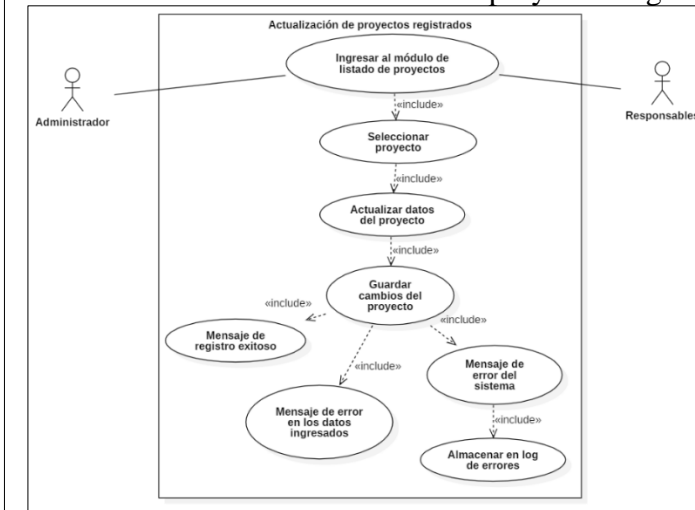 Actualización de proyectos registrados
Ingresar al módulo de
listado de proyectos
Administrador
Responsables
«include»
Seleccionar
proyecto
«include»
Actualizar datos
del proyecto
«include»
Guardar
cambios del
proyecto
«include»
«include»
«include»
Mensaje de
registro exitoso
Mensaje de error
en los datos
ingresados
Mensaje de
error del
sistema
«include»
Almacenar en log
de errores